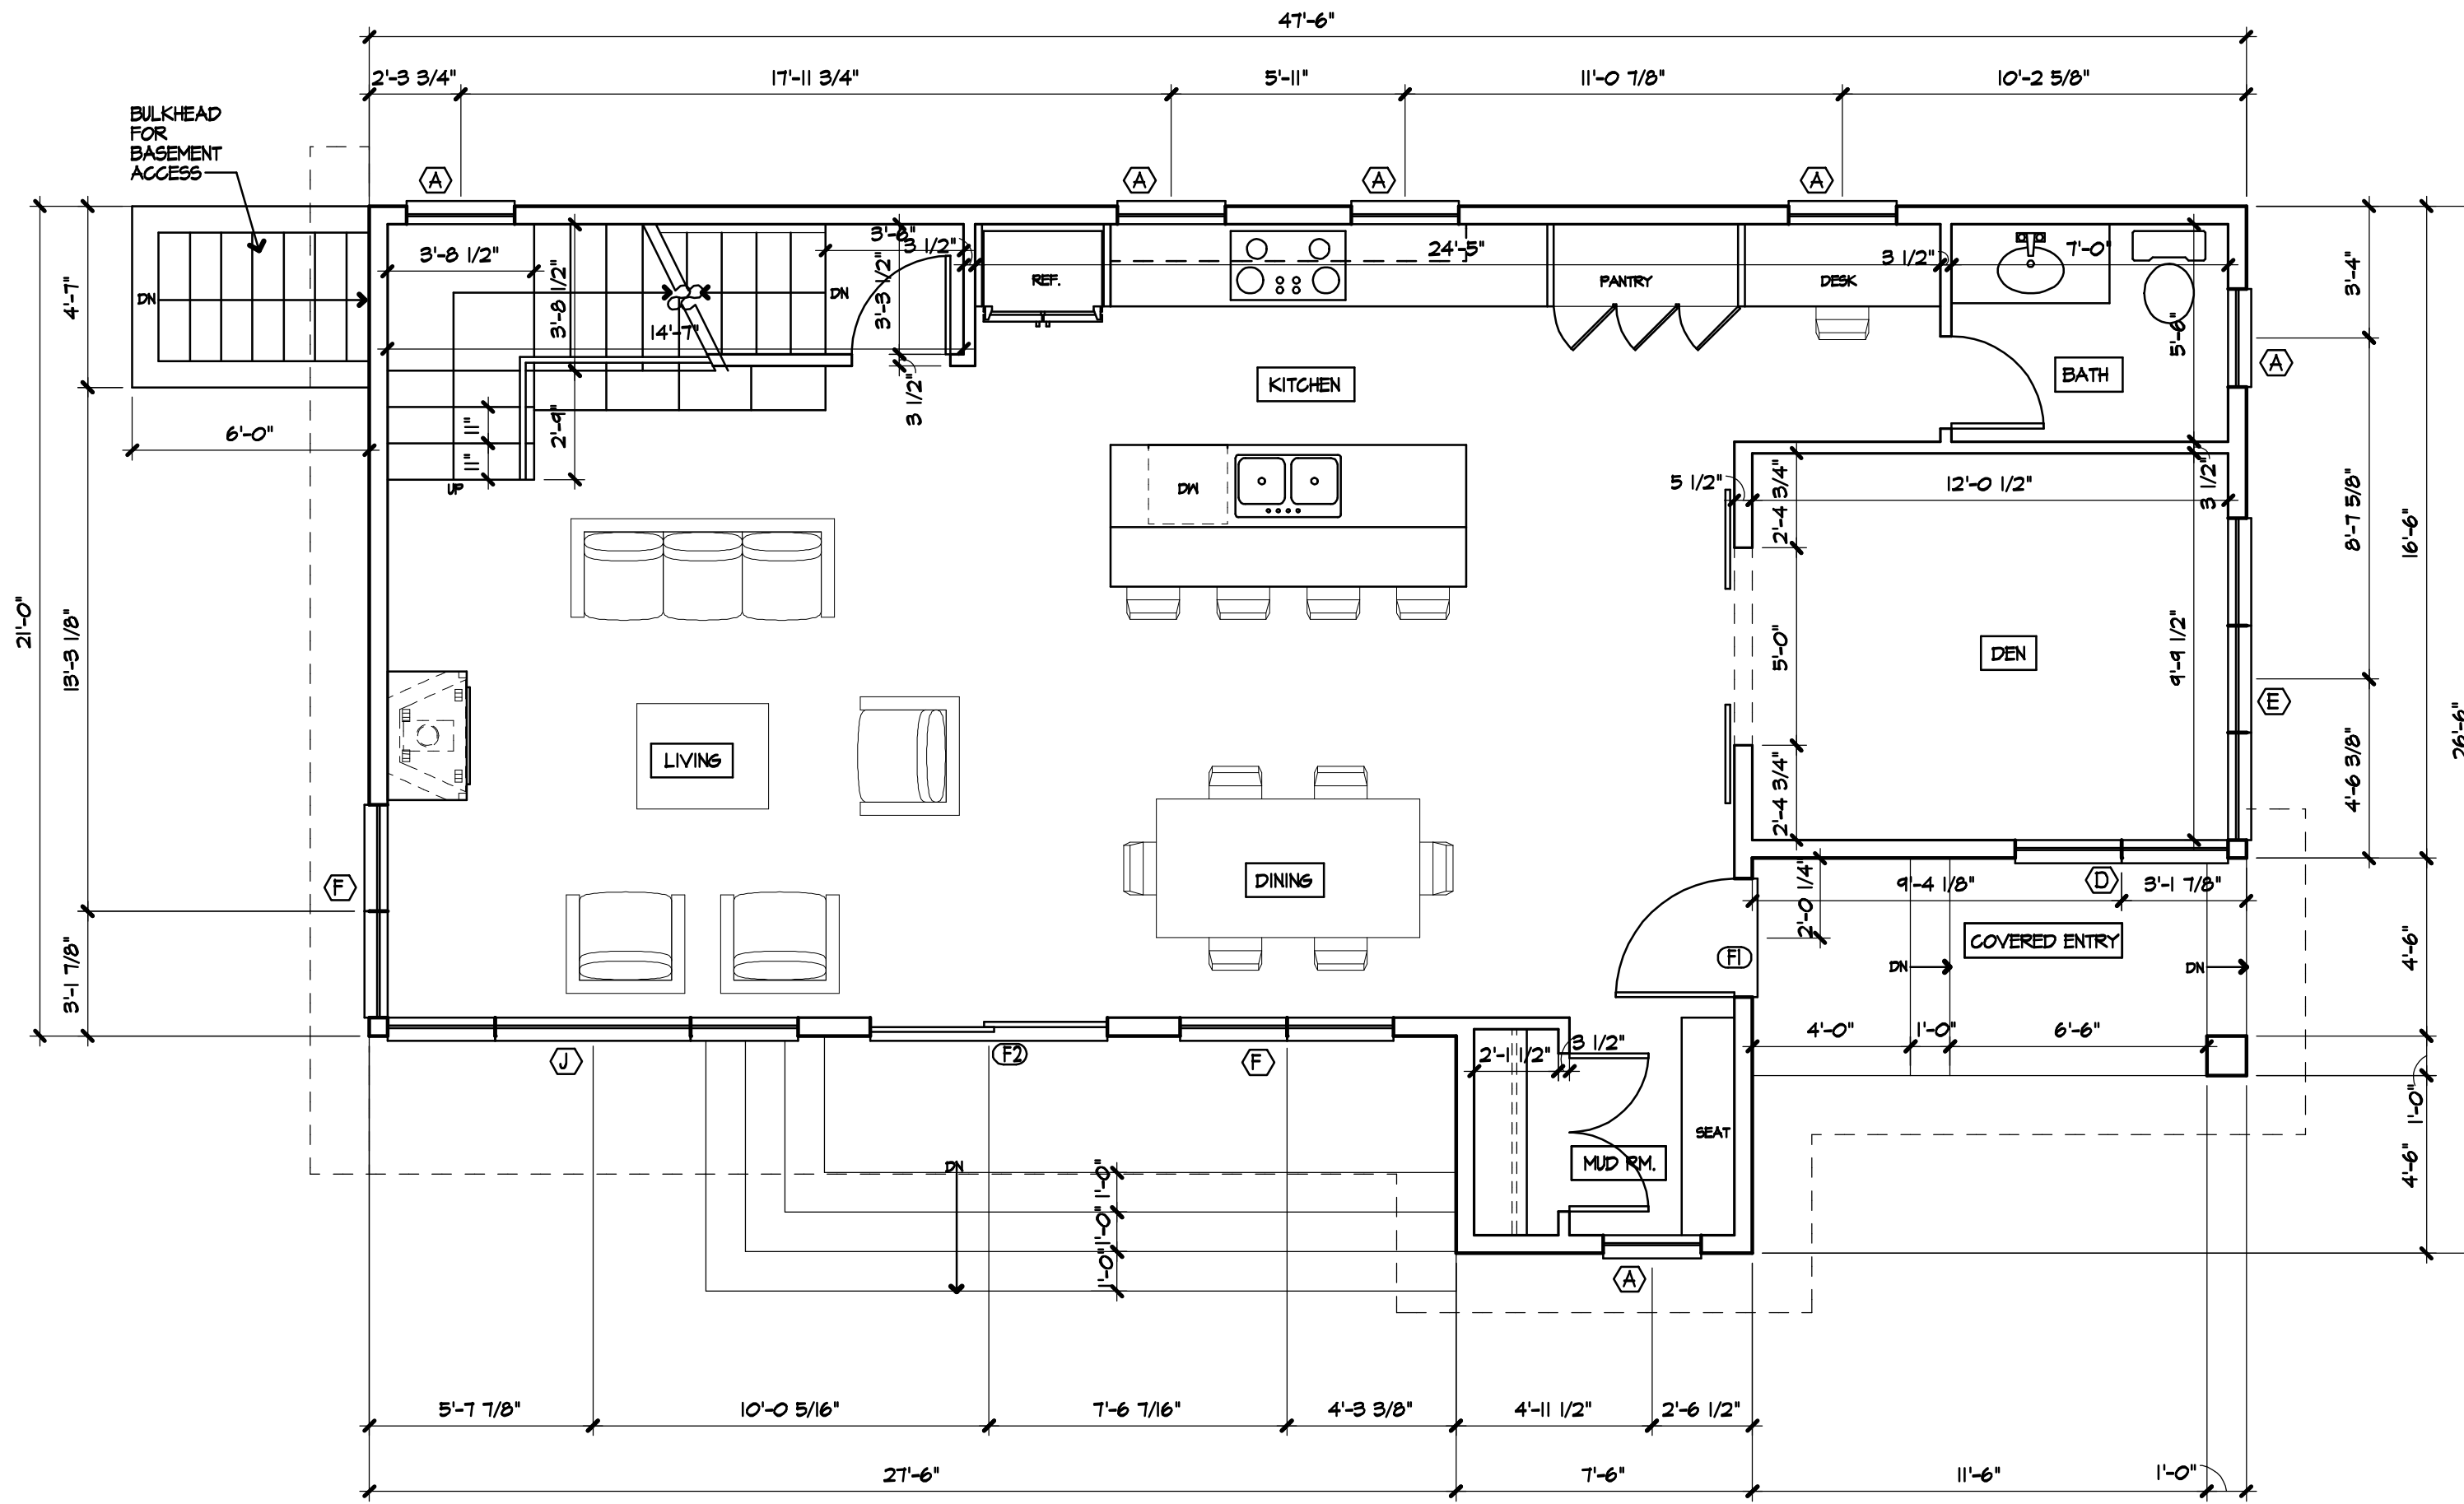 47'-6"
2'-3 3/4" 17'-11 3/4" 5'-11" 11'-0 7/8" 10'-2 5/8"
BULKHEAD
FOR
BASEMENT
ACCESS
A A A A
3'-8 1/2" 3'-6" 3 1/2" 24'-5" 3 1/2" 7'-0"
3'-8 1/2" 3'-3 1/2" REF. PANTRY DESK
DN DN
4'-7" 14'-7" 5'-6" 3'-4"
KITCHEN BATH A
3 1/2"
6'-0" 11" 2'-9"
11"
UP
DW 5 1/2" 2'-4 3/4" 12'-0 1/2" 3 1/2"
8'-7 5/8" 16'-6"
21'-0" 13'-3 1/8" 5'-0" DEN 9'-9 1/2"
E 26'-6"
LIVING 2'-4 3/4" 4'-6 3/8"
F DINING 2'-0 1/4" 9'-4 1/8" D 3'-1 7/8"
COVERED ENTRY 4'-6"
3'-1 7/8" F1 DN DN
4'-0" 1'-0" 6'-6"
J F2 F 2'-1 1/2" 3 1/2"
1'-0"
SEAT
DN 1'-0" MUD RM. 4'-6"
1'-0"
1'-0"
A
5'-7 7/8" 10'-0 5/16" 7'-6 7/16" 4'-3 3/8" 4'-11 1/2" 2'-6 1/2"
27'-6" 7'-6" 11'-6" 1'-0"